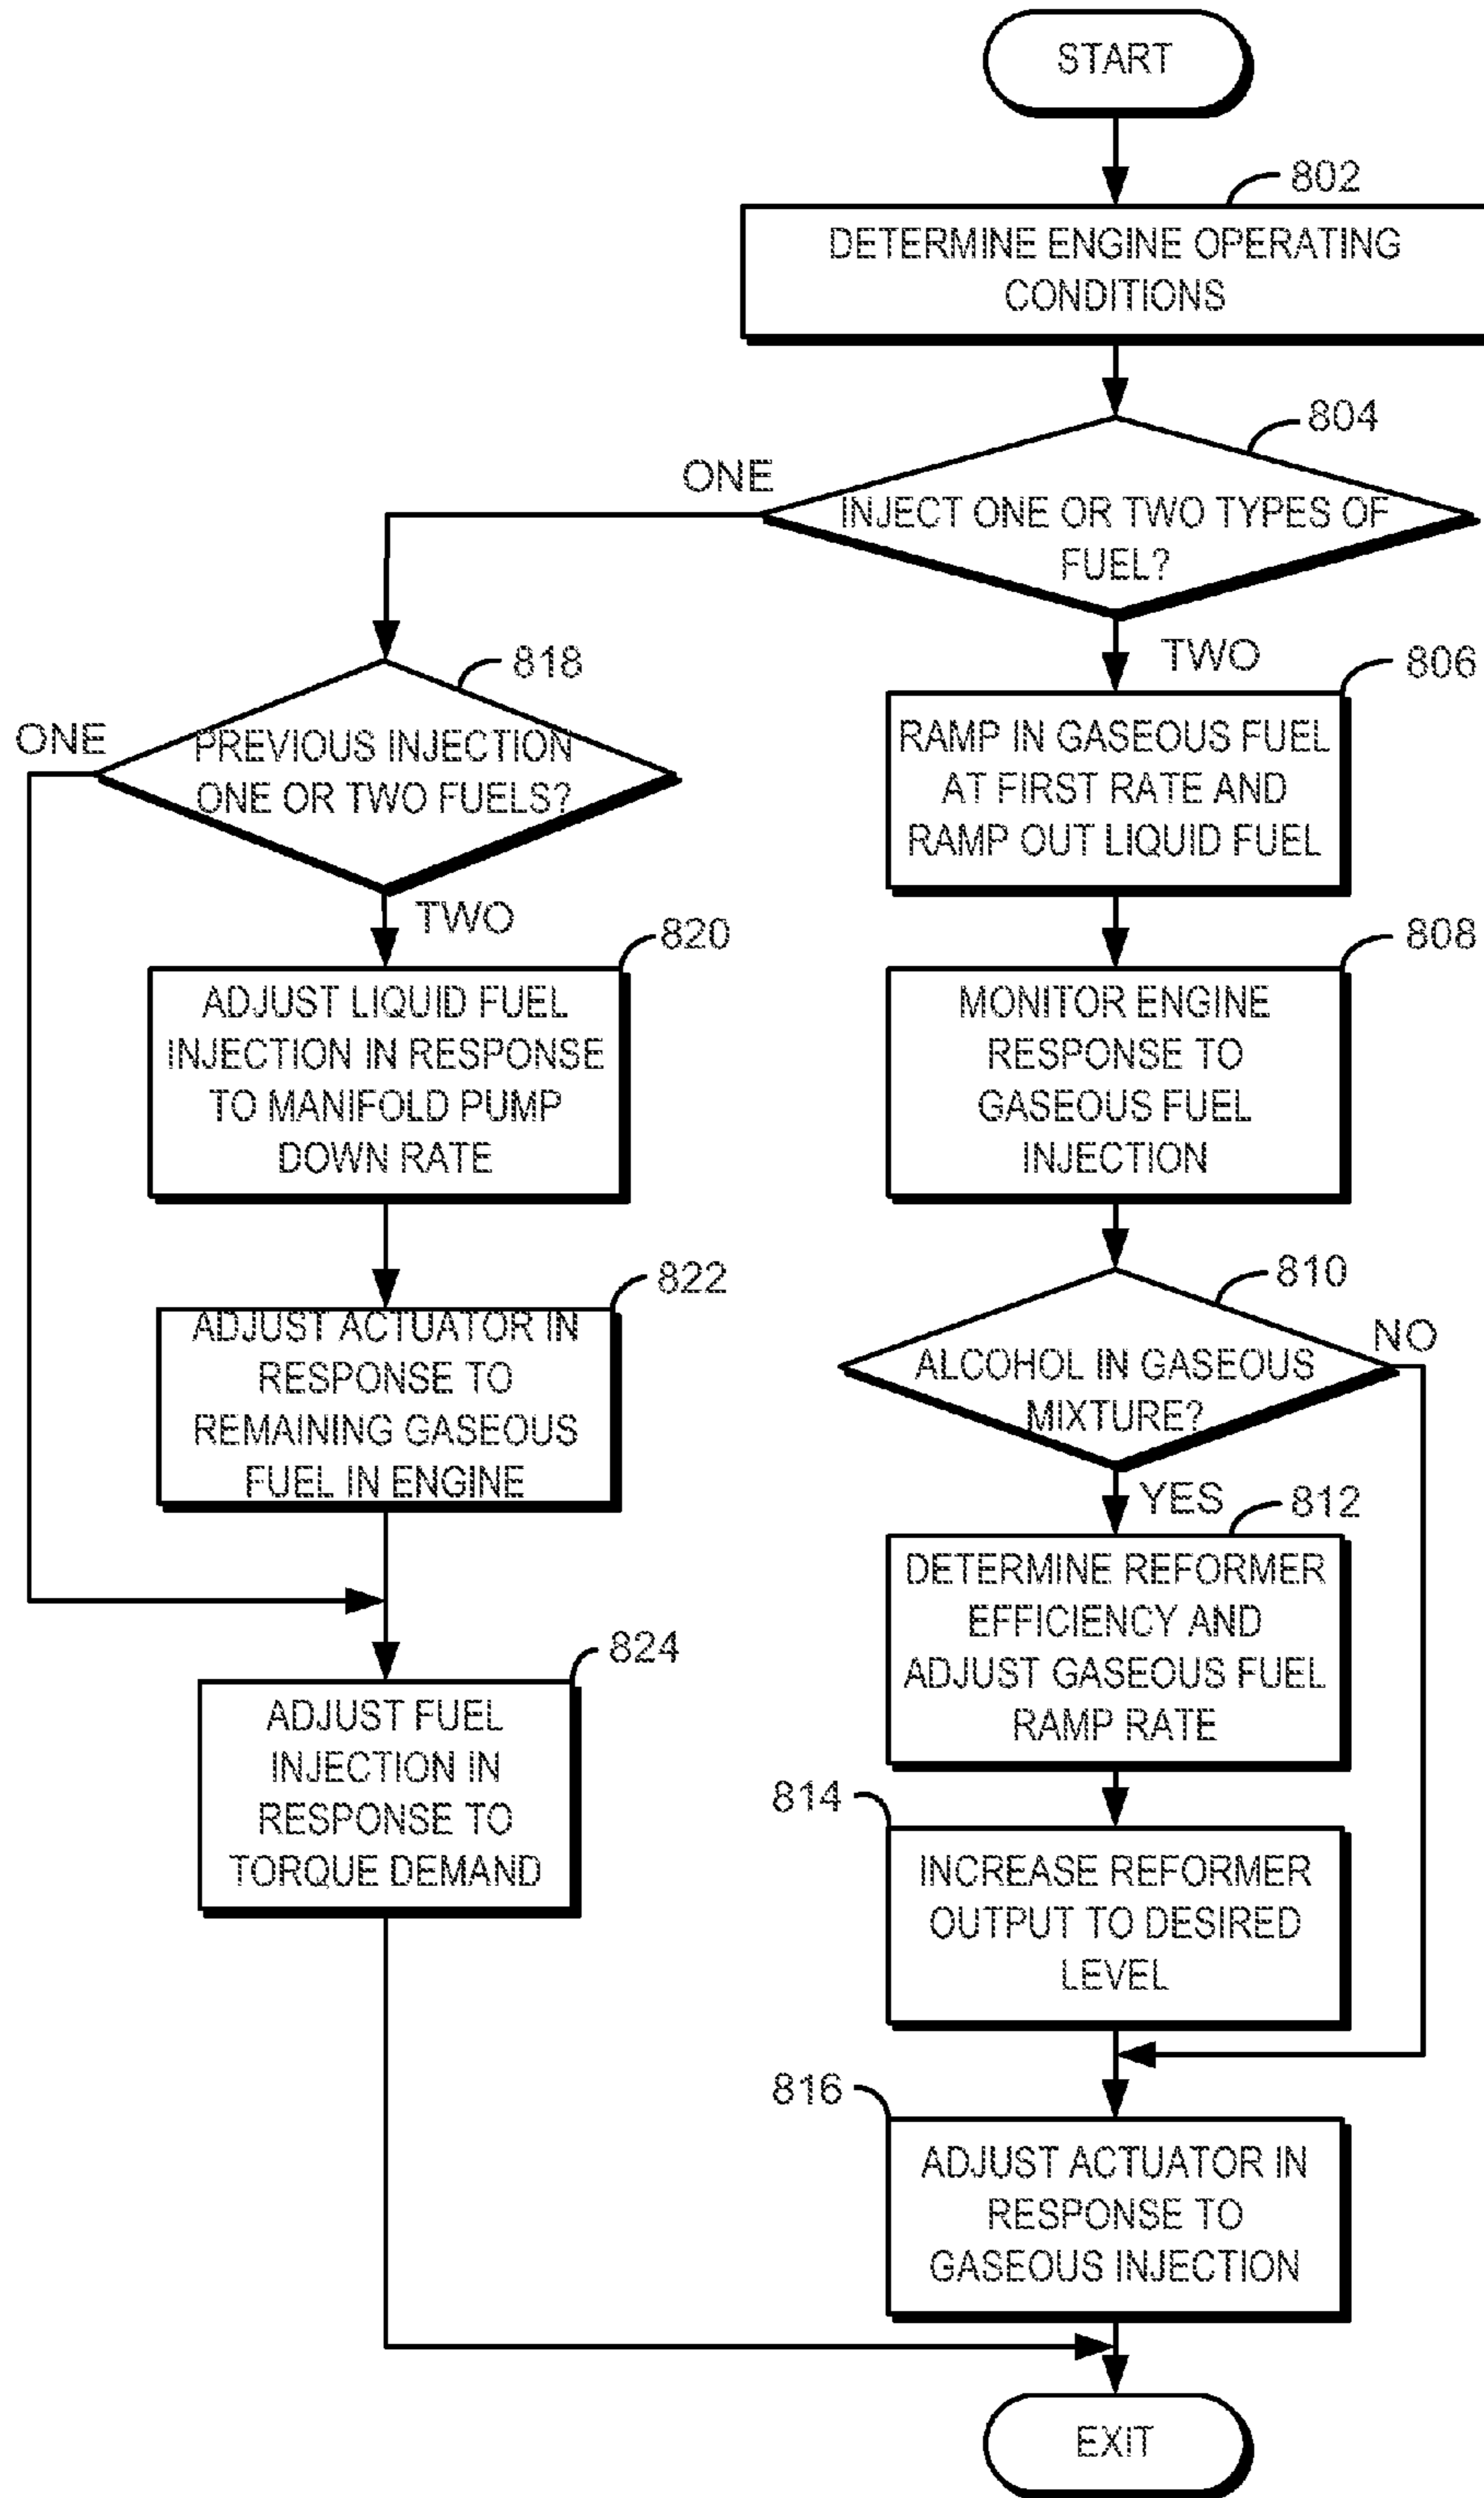 START
802
DETERMINE ENGINE OPERATING
CONDITIONS
804
ONE
INJECT ONE OR TWO TYPES OF
FUEL?
TWO
818
ONE
PREVIOUS INJECTION
ONE OR TWO FUELS?
TWO
806
RAMP IN GASEOUS FUEL
AT FIRST RATE AND
RAMP OUT LIQUID FUEL
820
ADJUST LIQUID FUEL
INJECTION IN RESPONSE
TO MANIFOLD PUMP
DOWN RATE
808
MONITOR ENGINE
RESPONSE TO
GASEOUS FUEL
INJECTION
822
ADJUST ACTUATOR IN
RESPONSE TO
REMAINING GASEOUS
FUEL IN ENGINE
810
NO
ALCOHOL IN GASEOUS
MIXTURE?
YES
812
DETERMINE REFORMER
EFFICIENCY AND
ADJUST GASEOUS FUEL
RAMP RATE
824
ADJUST FUEL
INJECTION IN
RESPONSE TO
TORQUE DEMAND
814
INCREASE REFORMER
OUTPUT TO DESIRED
LEVEL
816
ADJUST ACTUATOR IN
RESPONSE TO
GASEOUS INJECTION
EXIT